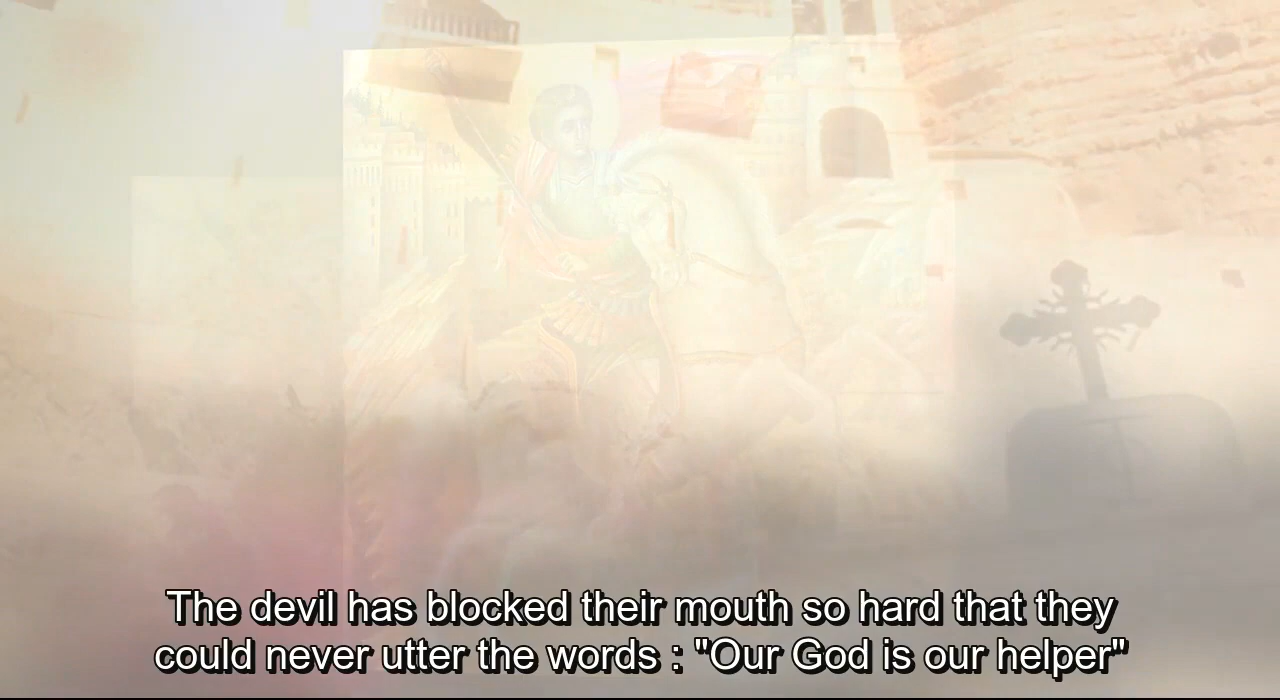 The devil has blocked their mouth so hard that they
could never utter the words : "Our God is our helper"